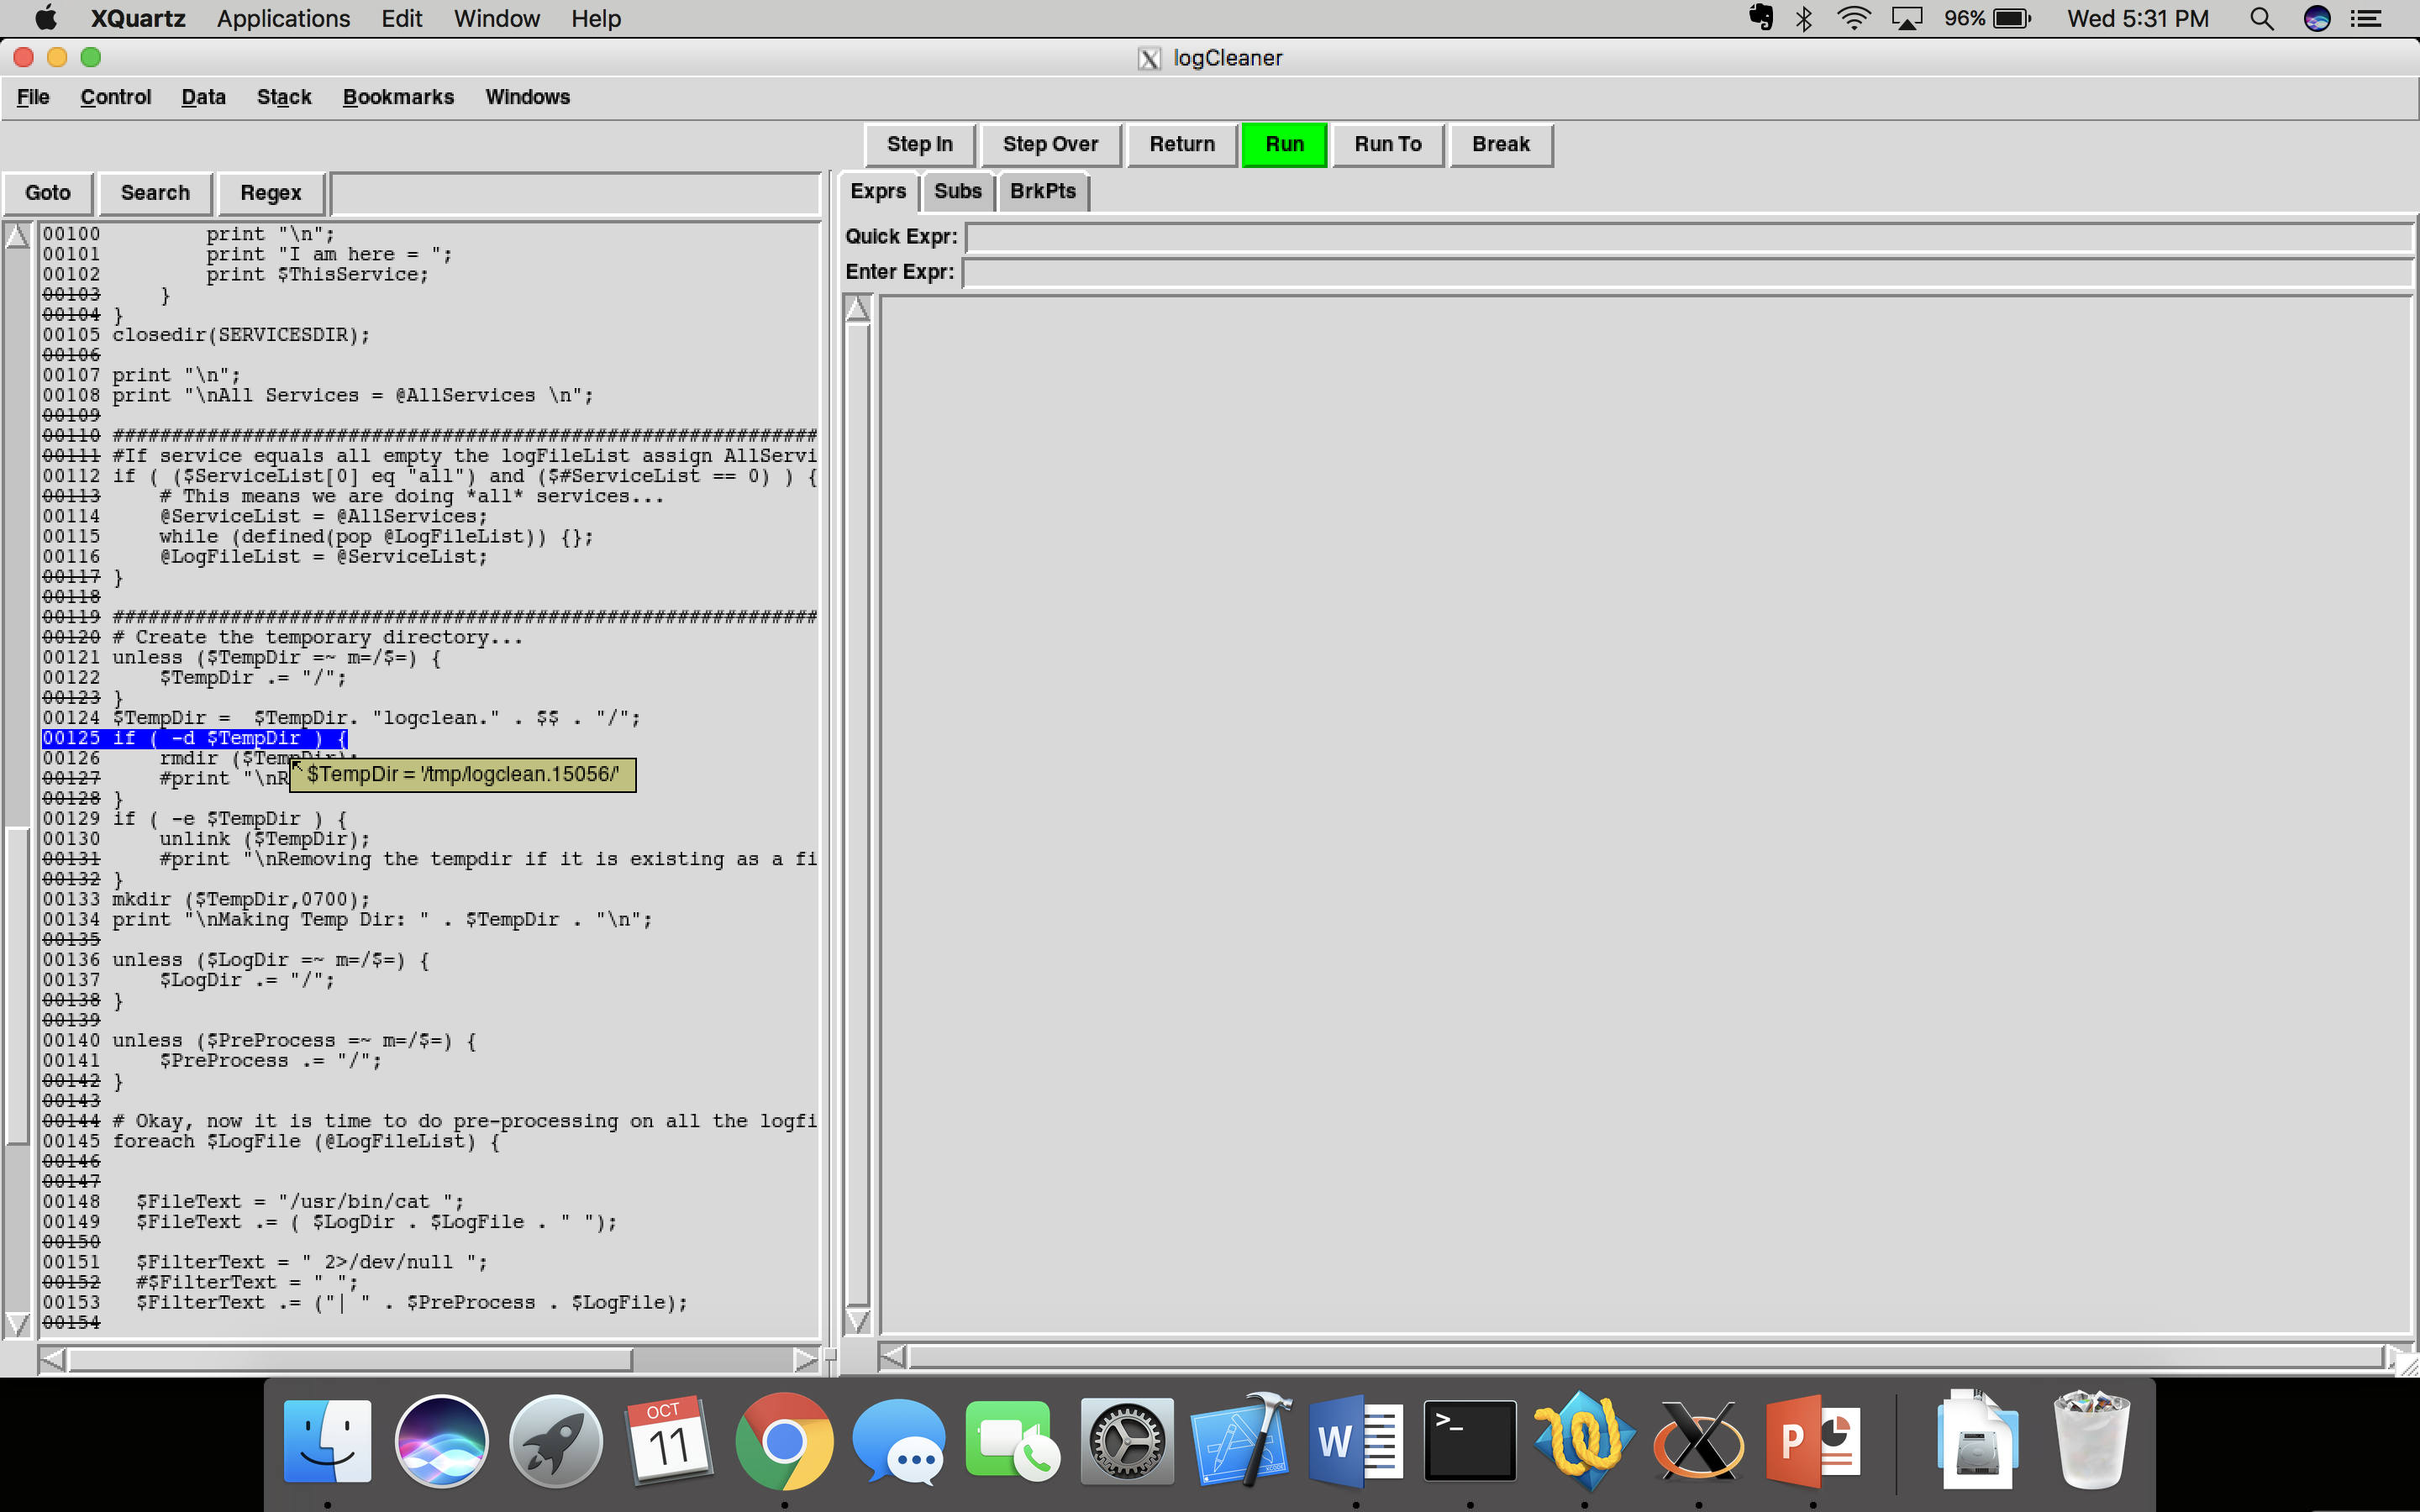 XQuartz Applications Edit Window Help 96% Wed 5:31 PM
X logCleaner
File Control Data Stack Bookmarks Windows
Step In Step Over Return Run Run To Break
Goto Search Regex
Exprs Subs BrkPts
Quick Expr:
Enter Expr:
00100         print "\n";
00101         print "I am here = ";
00102         print $ThisService;
00103     }
00104 }
00105 closedir(SERVICESDIR);
00106
00107 print "\n";
00108 print "\nAll Services = @AllServices \n";
00109
00110 ############################################################
00111 #If service equals all empty the logFileList assign AllServi
00112 if ( ($ServiceList[0] eq "all") and ($#ServiceList == 0) ) {
00113     # This means we are doing *all* services...
00114     @ServiceList = @AllServices;
00115     while (defined(pop @LogFileList)) {};
00116     @LogFileList = @ServiceList;
00117 }
00118
00119 ############################################################
00120 # Create the temporary directory...
00121 unless ($TempDir =~ m=/$=) {
00122     $TempDir .= "/";
00123 }
00124 $TempDir =  $TempDir. "logclean." . $$ . "/";
00125 if ( -d $TempDir ) {
00126     rmdir ($TempDir);
00127     #print "\nR
$TempDir = '/tmp/logclean.15056/'
00128 }
00129 if ( -e $TempDir ) {
00130     unlink ($TempDir);
00131     #print "\nRemoving the tempdir if it is existing as a fi
00132 }
00133 mkdir ($TempDir,0700);
00134 print "\nMaking Temp Dir: " . $TempDir . "\n";
00135
00136 unless ($LogDir =~ m=/$=) {
00137     $LogDir .= "/";
00138 }
00139
00140 unless ($PreProcess =~ m=/$=) {
00141     $PreProcess .= "/";
00142 }
00143
00144 # Okay, now it is time to do pre-processing on all the logfi
00145 foreach $LogFile (@LogFileList) {
00146
00147
00148   $FileText = "/usr/bin/cat ";
00149   $FileText .= ( $LogDir . $LogFile . " ");
00150
00151   $FilterText = " 2>/dev/null ";
00152   #$FilterText = " ";
00153   $FilterText .= ("| " . $PreProcess . $LogFile);
00154
OCT
11
W
>_
X
P